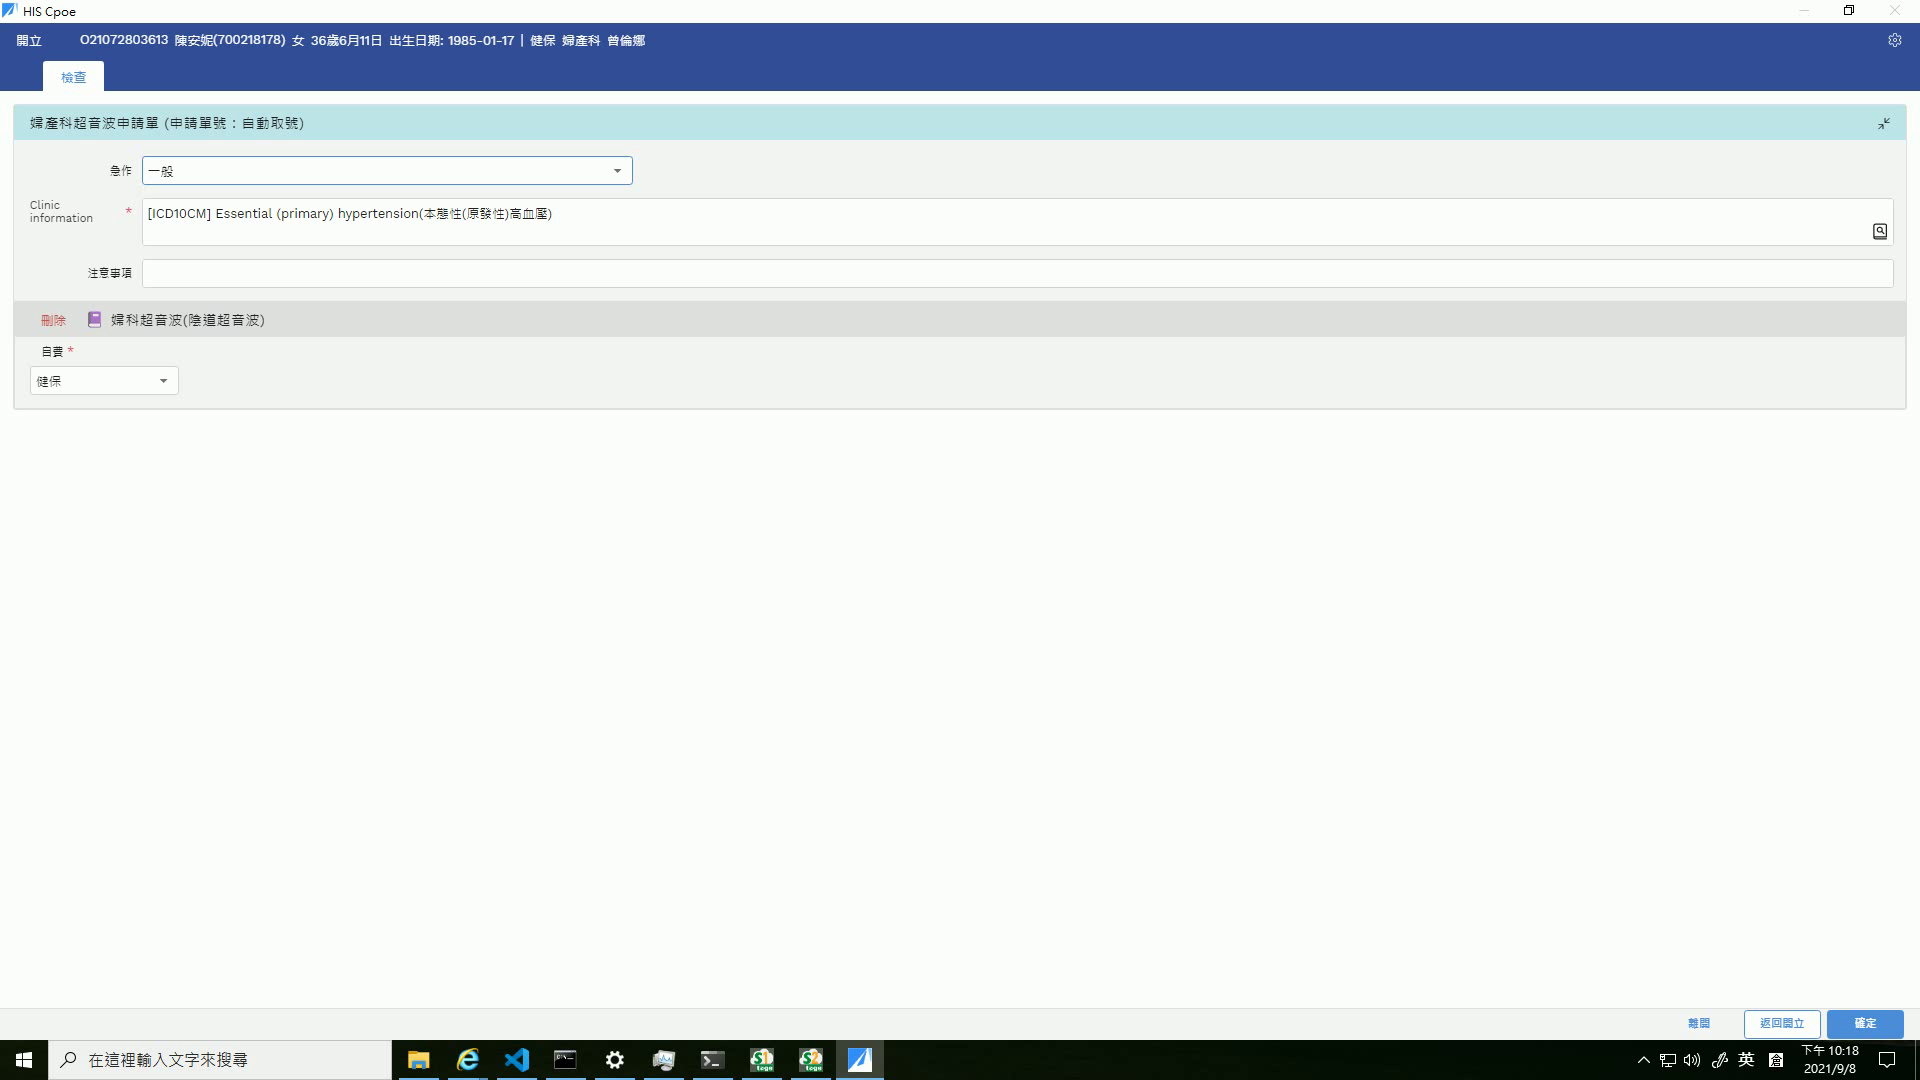 HIS Cpoe
開立 O21072803613 陳安妮(700218178) 女 36歲6月11日 出生日期: 1985-01-17 | 健保 婦產科 曾倫娜
檢查
婦產科超音波申請單 (申請單號：自動取號)
急作 一般
Clinic information * [ICD10CM] Essential (primary) hypertension(本態性(原發性)高血壓)
注意事項
刪除 婦科超音波(陰道超音波)
自費 *
健保
離開 返回開立 確定
在這裡輸入文字來搜尋
英 下午 10:18
2021/9/8